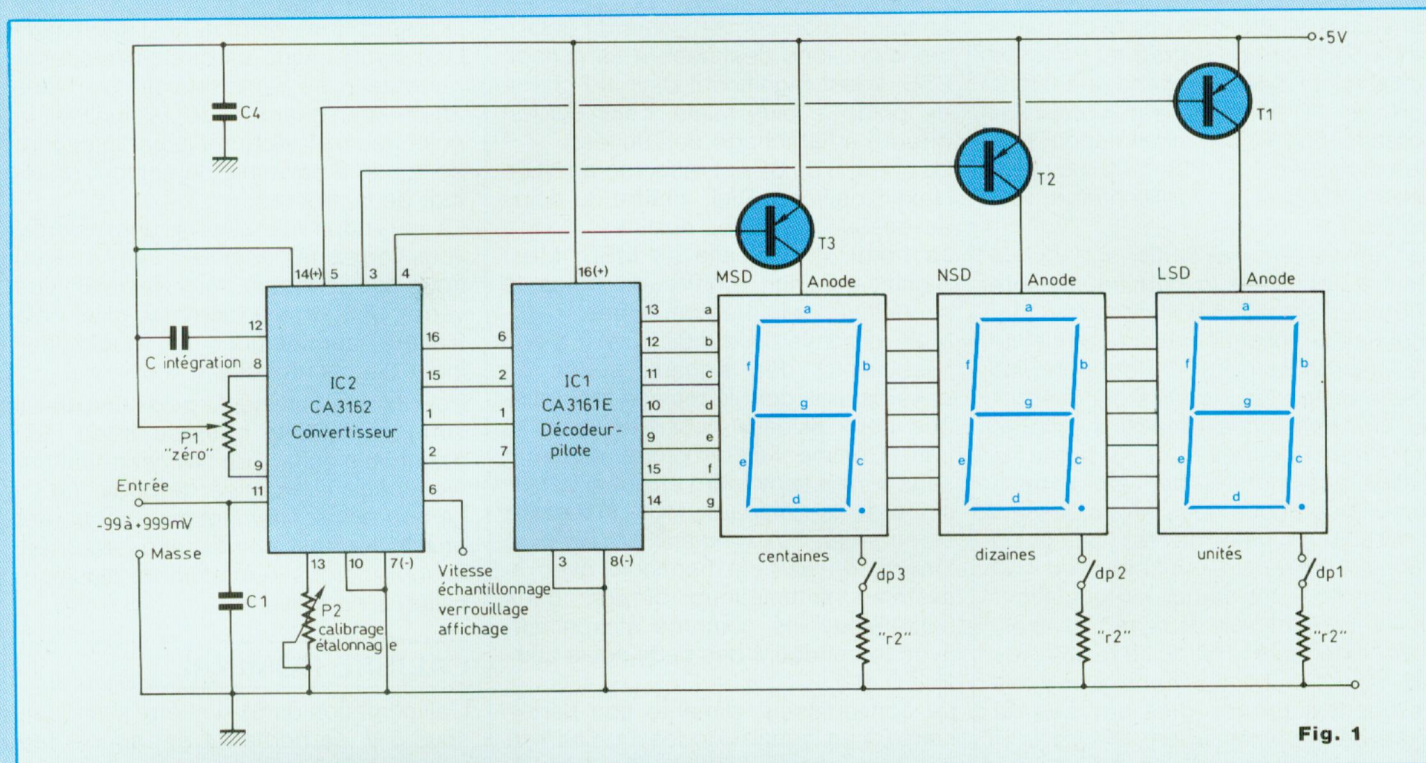 +5V
C4
T1
T2
T3
14(+) 5 3 4
16(+)
MSD Anode
NSD Anode
LSD Anode
12
C intégration
8
P1
"zéro"
9
11
Entrée
-99à+999mV
Masse
C1
IC2
CA3162
Convertisseur
16 6
15 2
1 1
2 7
6
IC1
CA3161E
Décodeur-
pilote
13 a
12 b
11 c
10 d
9 e
15 f
14 g
a
b
c
d
e
f
g
a
b
c
d
e
f
g
a
b
c
d
e
f
g
13 10 7(-)
P2
calibrage
étalonnage
Vitesse
échantillonnage
verrouillage
affichage
3 8(-)
centaines
dizaines
unités
dp3
dp2
dp1
"r2"
"r2"
"r2"
Fig. 1